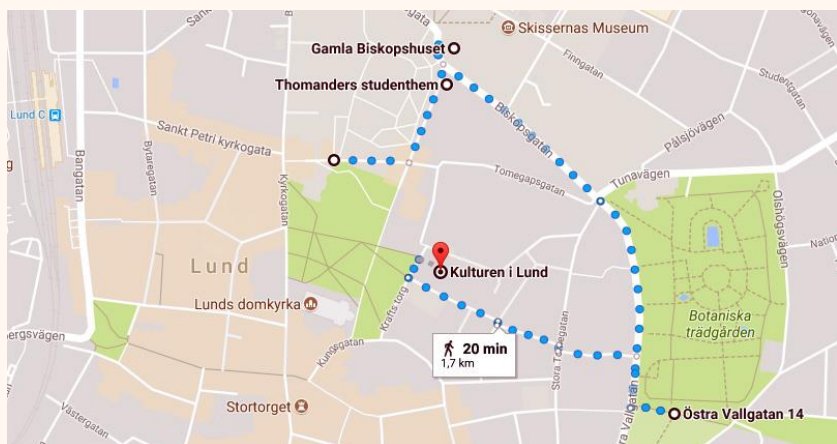 Gamla Biskopshuset
Skissernas Museum
Finngatan
Thomanders studenthem
Studentgatan
Lund C
Biskopsgatan
Sankt Petri kyrkogata
Pålsjövägen
Bangatan
Bytaregatan
Tomegapsgatan
Tunavägen
Kyrkogatan
Olshögsvägen
Lund
Kulturen i Lund
Lunds domkyrka
Krafts torg
Botaniska
trädgården
20 min
1,7 km
Kungsgatan
Stortorget
Västergatan
Östra Vallgatan 14